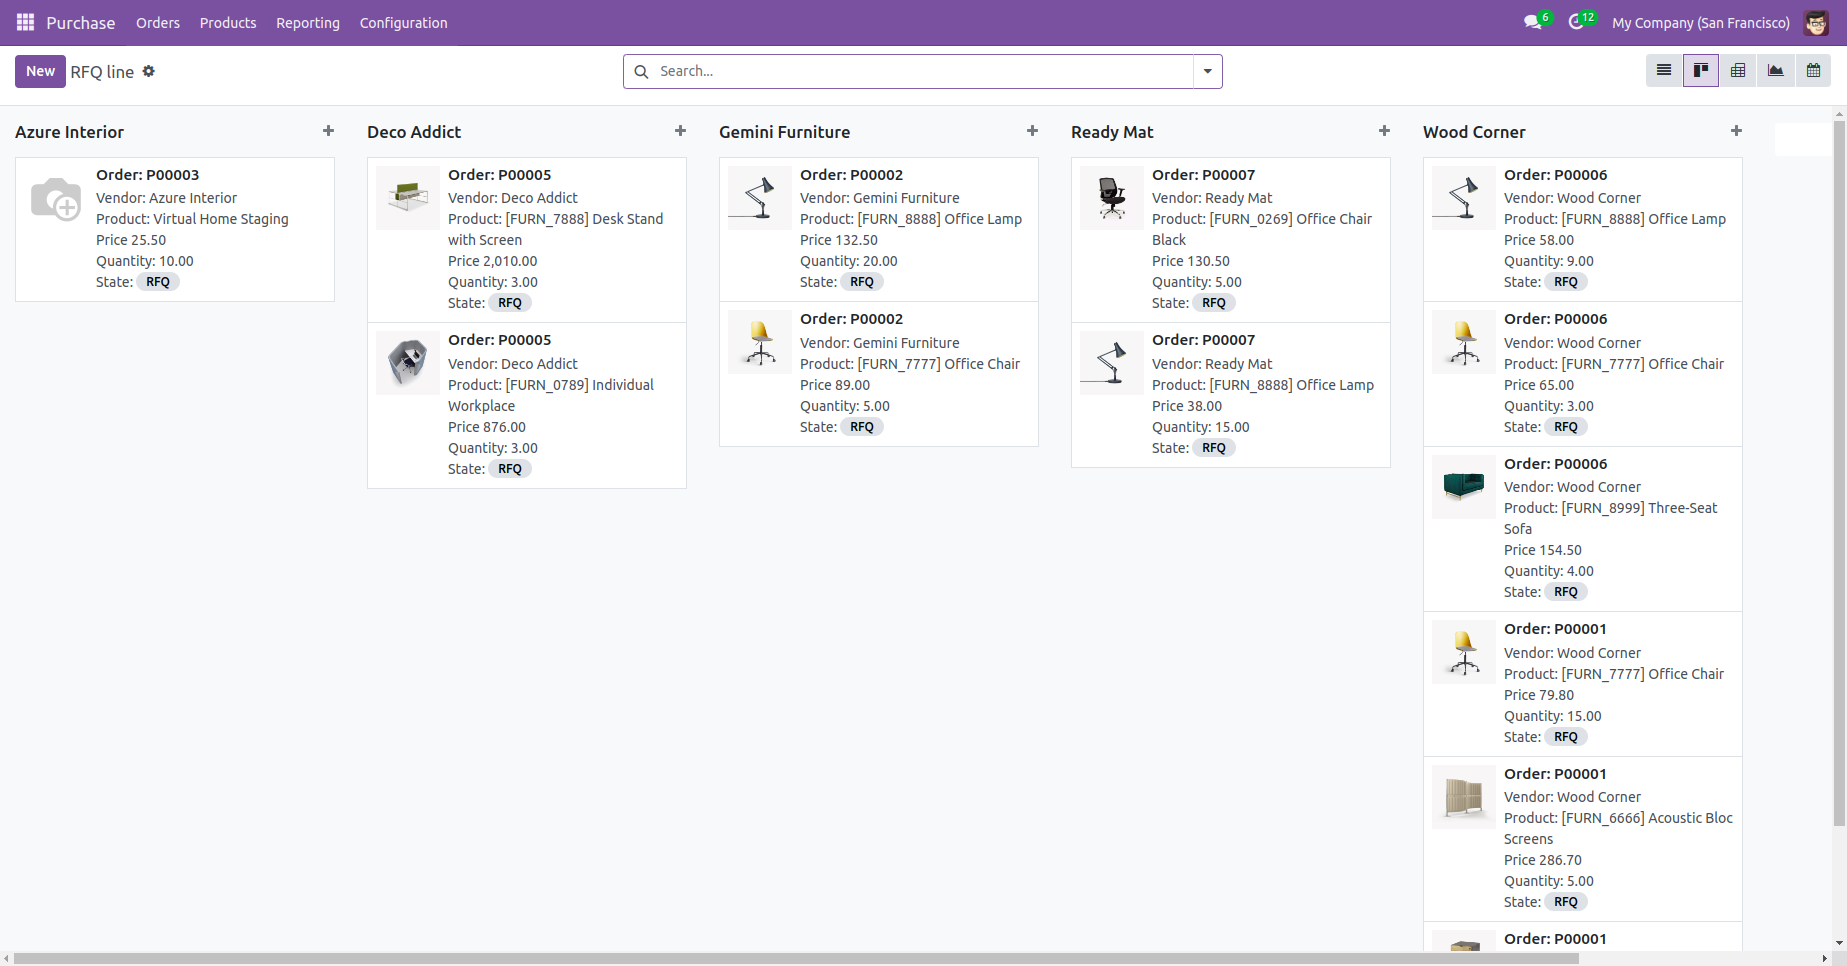 Purchase Orders Products Reporting Configuration 6 12 My Company (San Francisco)
New RFQ line Search...
Azure Interior
Order: P00003
Vendor: Azure Interior
Product: Virtual Home Staging
Price 25.50
Quantity: 10.00
State: RFQ
Deco Addict
Order: P00005
Vendor: Deco Addict
Product: [FURN_7888] Desk Stand
with Screen
Price 2,010.00
Quantity: 3.00
State: RFQ
Order: P00005
Vendor: Deco Addict
Product: [FURN_0789] Individual
Workplace
Price 876.00
Quantity: 3.00
State: RFQ
Gemini Furniture
Order: P00002
Vendor: Gemini Furniture
Product: [FURN_8888] Office Lamp
Price 132.50
Quantity: 20.00
State: RFQ
Order: P00002
Vendor: Gemini Furniture
Product: [FURN_7777] Office Chair
Price 89.00
Quantity: 5.00
State: RFQ
Ready Mat
Order: P00007
Vendor: Ready Mat
Product: [FURN_0269] Office Chair
Black
Price 130.50
Quantity: 5.00
State: RFQ
Order: P00007
Vendor: Ready Mat
Product: [FURN_8888] Office Lamp
Price 38.00
Quantity: 15.00
State: RFQ
Wood Corner
Order: P00006
Vendor: Wood Corner
Product: [FURN_8888] Office Lamp
Price 58.00
Quantity: 9.00
State: RFQ
Order: P00006
Vendor: Wood Corner
Product: [FURN_7777] Office Chair
Price 65.00
Quantity: 3.00
State: RFQ
Order: P00006
Vendor: Wood Corner
Product: [FURN_8999] Three-Seat
Sofa
Price 154.50
Quantity: 4.00
State: RFQ
Order: P00001
Vendor: Wood Corner
Product: [FURN_7777] Office Chair
Price 79.80
Quantity: 15.00
State: RFQ
Order: P00001
Vendor: Wood Corner
Product: [FURN_6666] Acoustic Bloc
Screens
Price 286.70
Quantity: 5.00
State: RFQ
Order: P00001